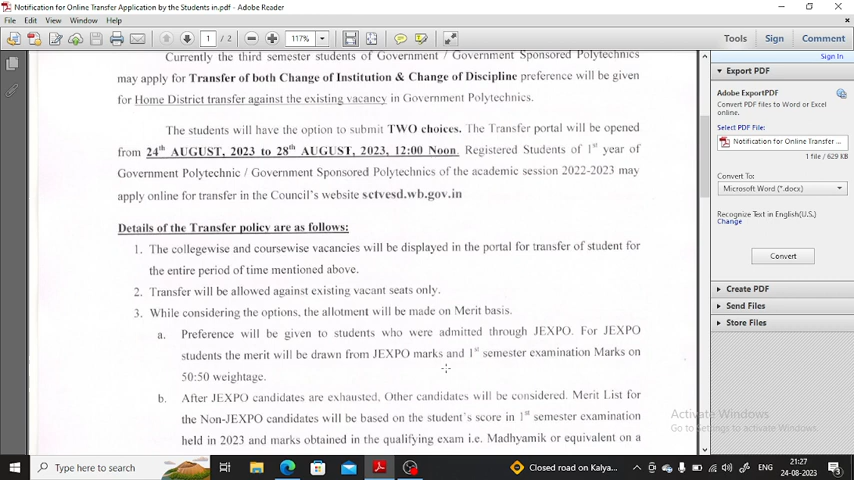 Notification for Online Transfer Application by the Students in.pdf - Adobe Reader
File Edit View Window Help
1 / 2 117% Tools Sign Comment
Sign In
Currently the third semester students of Government / Government Sponsored Polytechnics
may apply for Transfer of both Change of Institution & Change of Discipline preference will be given
for Home District transfer against the existing vacancy in Government Polytechnics.
The students will have the option to submit TWO choices. The Transfer portal will be opened
from 24th AUGUST, 2023 to 28th AUGUST, 2023, 12:00 Noon. Registered Students of 1st year of
Government Polytechnic / Government Sponsored Polytechnics of the academic session 2022-2023 may
apply online for transfer in the Council's website sctvesd.wb.gov.in
Details of the Transfer policy are as follows:
1. The collegewise and coursewise vacancies will be displayed in the portal for transfer of student for
the entire period of time mentioned above.
2. Transfer will be allowed against existing vacant seats only.
3. While considering the options, the allotment will be made on Merit basis.
a. Preference will be given to students who were admitted through JEXPO. For JEXPO
students the merit will be drawn from JEXPO marks and 1st semester examination Marks on
50:50 weightage.
b. After JEXPO candidates are exhausted, Other candidates will be considered. Merit List for
the Non-JEXPO candidates will be based on the student's score in 1st semester examination
held in 2023 and marks obtained in the qualifying exam i.e. Madhyamik or equivalent on a
Export PDF
Adobe ExportPDF
Convert PDF files to Word or Excel
online.
Select PDF File:
Notification for Online Transfer ...
1 file / 629 KB
Convert To:
Microsoft Word (*.docx)
Recognize Text in English(U.S.)
Change
Convert
Create PDF
Send Files
Store Files
Activate Windows
Go to Settings to activate Windows.
Type here to search
Closed road on Kalya...
ENG
21:27
24-08-2023
3